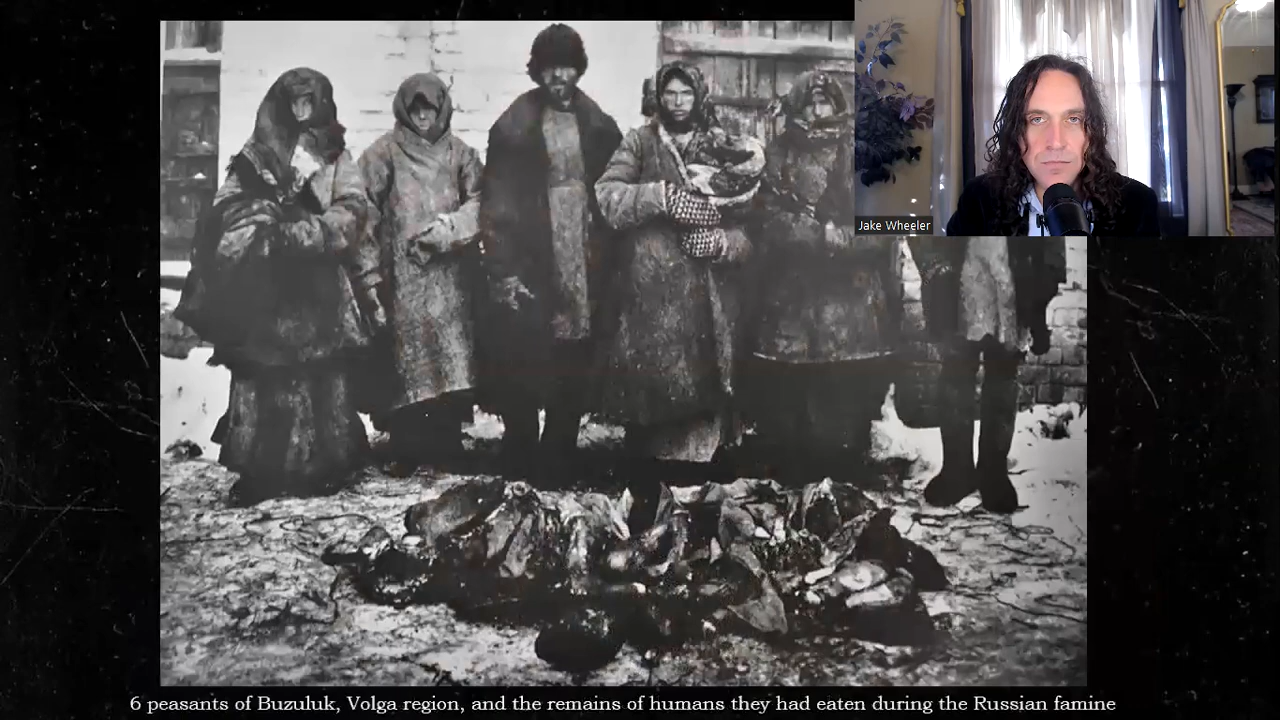 Jake Wheeler
6 peasants of Buzuluk, Volga region, and the remains of humans they had eaten during the Russian famine